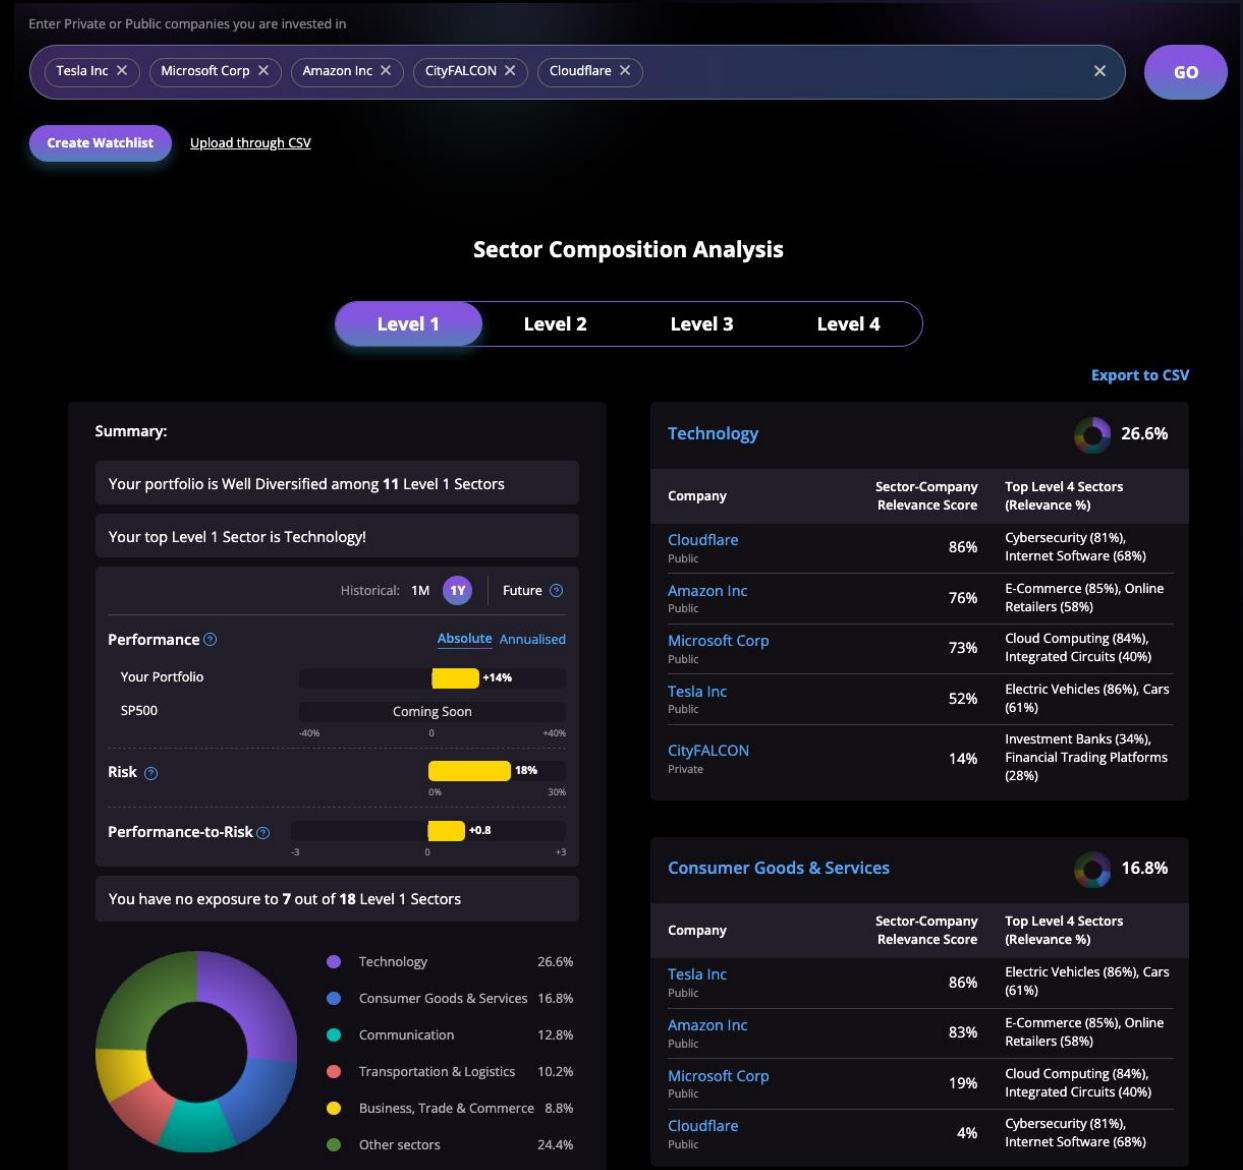 Enter Private or Public companies you are invested in
Tesla Inc ✕ Microsoft Corp ✕ Amazon Inc ✕ CityFALCON ✕ Cloudflare ✕ ✕ GO
Create Watchlist Upload through CSV
Sector Composition Analysis
Level 1 Level 2 Level 3 Level 4
Export to CSV
Summary:
Your portfolio is Well Diversified among 11 Level 1 Sectors
Your top Level 1 Sector is Technology!
Historical: 1M 1Y Future ?
Performance ? Absolute Annualised
Your Portfolio +14%
SP500 Coming Soon
-40% 0 +40%
Risk ? 18%
0% 30%
Performance-to-Risk ? +0.8
-3 0 +3
You have no exposure to 7 out of 18 Level 1 Sectors
Technology 26.6%
Consumer Goods & Services 16.8%
Communication 12.8%
Transportation & Logistics 10.2%
Business, Trade & Commerce 8.8%
Other sectors 24.4%
Technology 26.6%
Company Sector-Company Relevance Score Top Level 4 Sectors (Relevance %)
Cloudflare 86% Cybersecurity (81%),
Public Internet Software (68%)
Amazon Inc 76% E-Commerce (85%), Online
Public Retailers (58%)
Microsoft Corp 73% Cloud Computing (84%),
Public Integrated Circuits (40%)
Tesla Inc 52% Electric Vehicles (86%), Cars
Public (61%)
CityFALCON 14% Investment Banks (34%),
Private Financial Trading Platforms
(28%)
Consumer Goods & Services 16.8%
Company Sector-Company Relevance Score Top Level 4 Sectors (Relevance %)
Tesla Inc 86% Electric Vehicles (86%), Cars
Public (61%)
Amazon Inc 83% E-Commerce (85%), Online
Public Retailers (58%)
Microsoft Corp 19% Cloud Computing (84%),
Public Integrated Circuits (40%)
Cloudflare 4% Cybersecurity (81%),
Public Internet Software (68%)